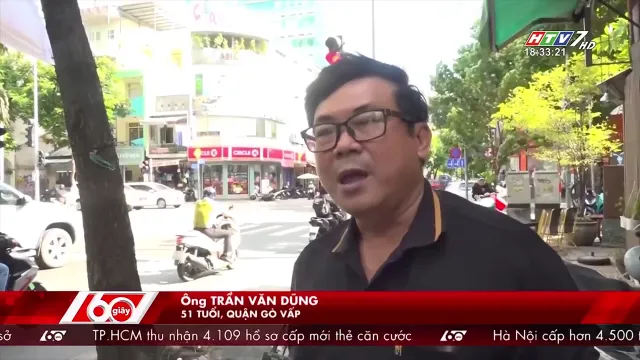 HTV7 HD
18:33:21
CIRCLE K
60 giây
Ông TRẦN VĂN DŨNG
51 TUỔI, QUẬN GÒ VẤP
sở
TP.HCM thu nhận 4.109 hồ sơ cấp mới thẻ căn cước
Hà Nội cấp hơn 4.500